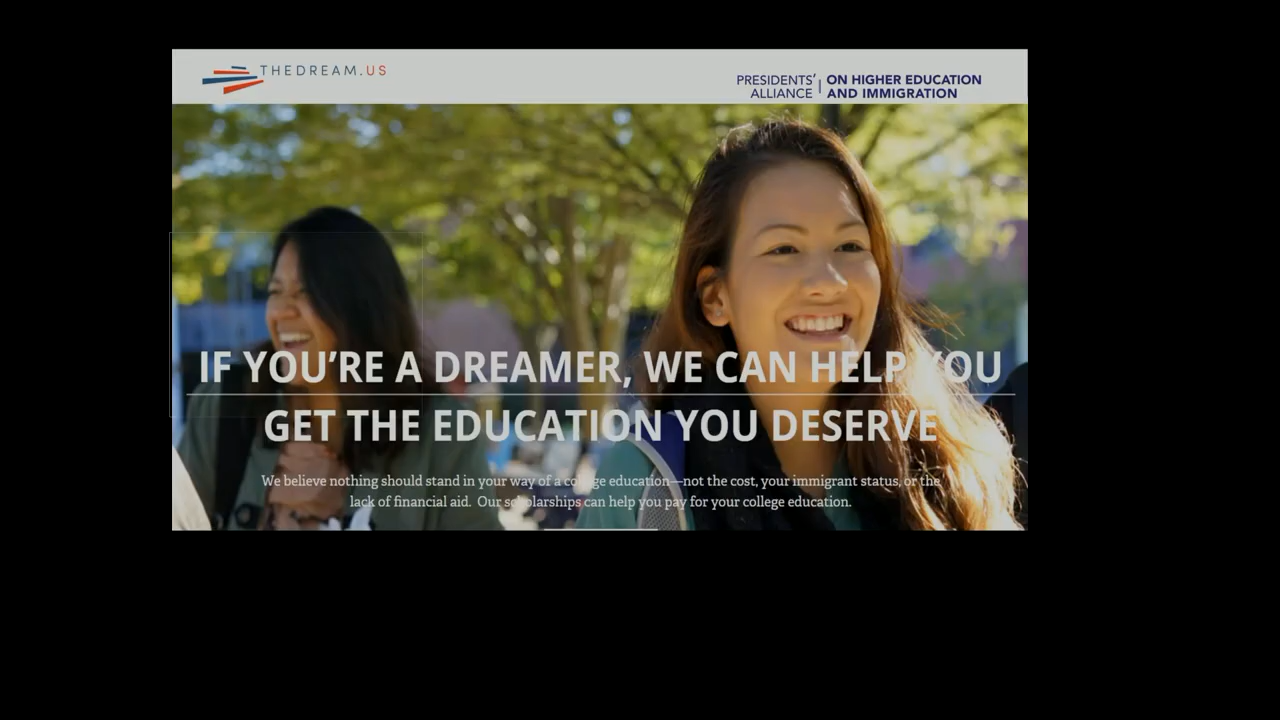 THEDREAM.US
PRESIDENTS' ALLIANCE | ON HIGHER EDUCATION AND IMMIGRATION
IF YOU'RE A DREAMER, WE CAN HELP YOU
GET THE EDUCATION YOU DESERVE
We believe nothing should stand in your way of a college education—not the cost, your immigrant status, or the
lack of financial aid. Our scholarships can help you pay for your college education.